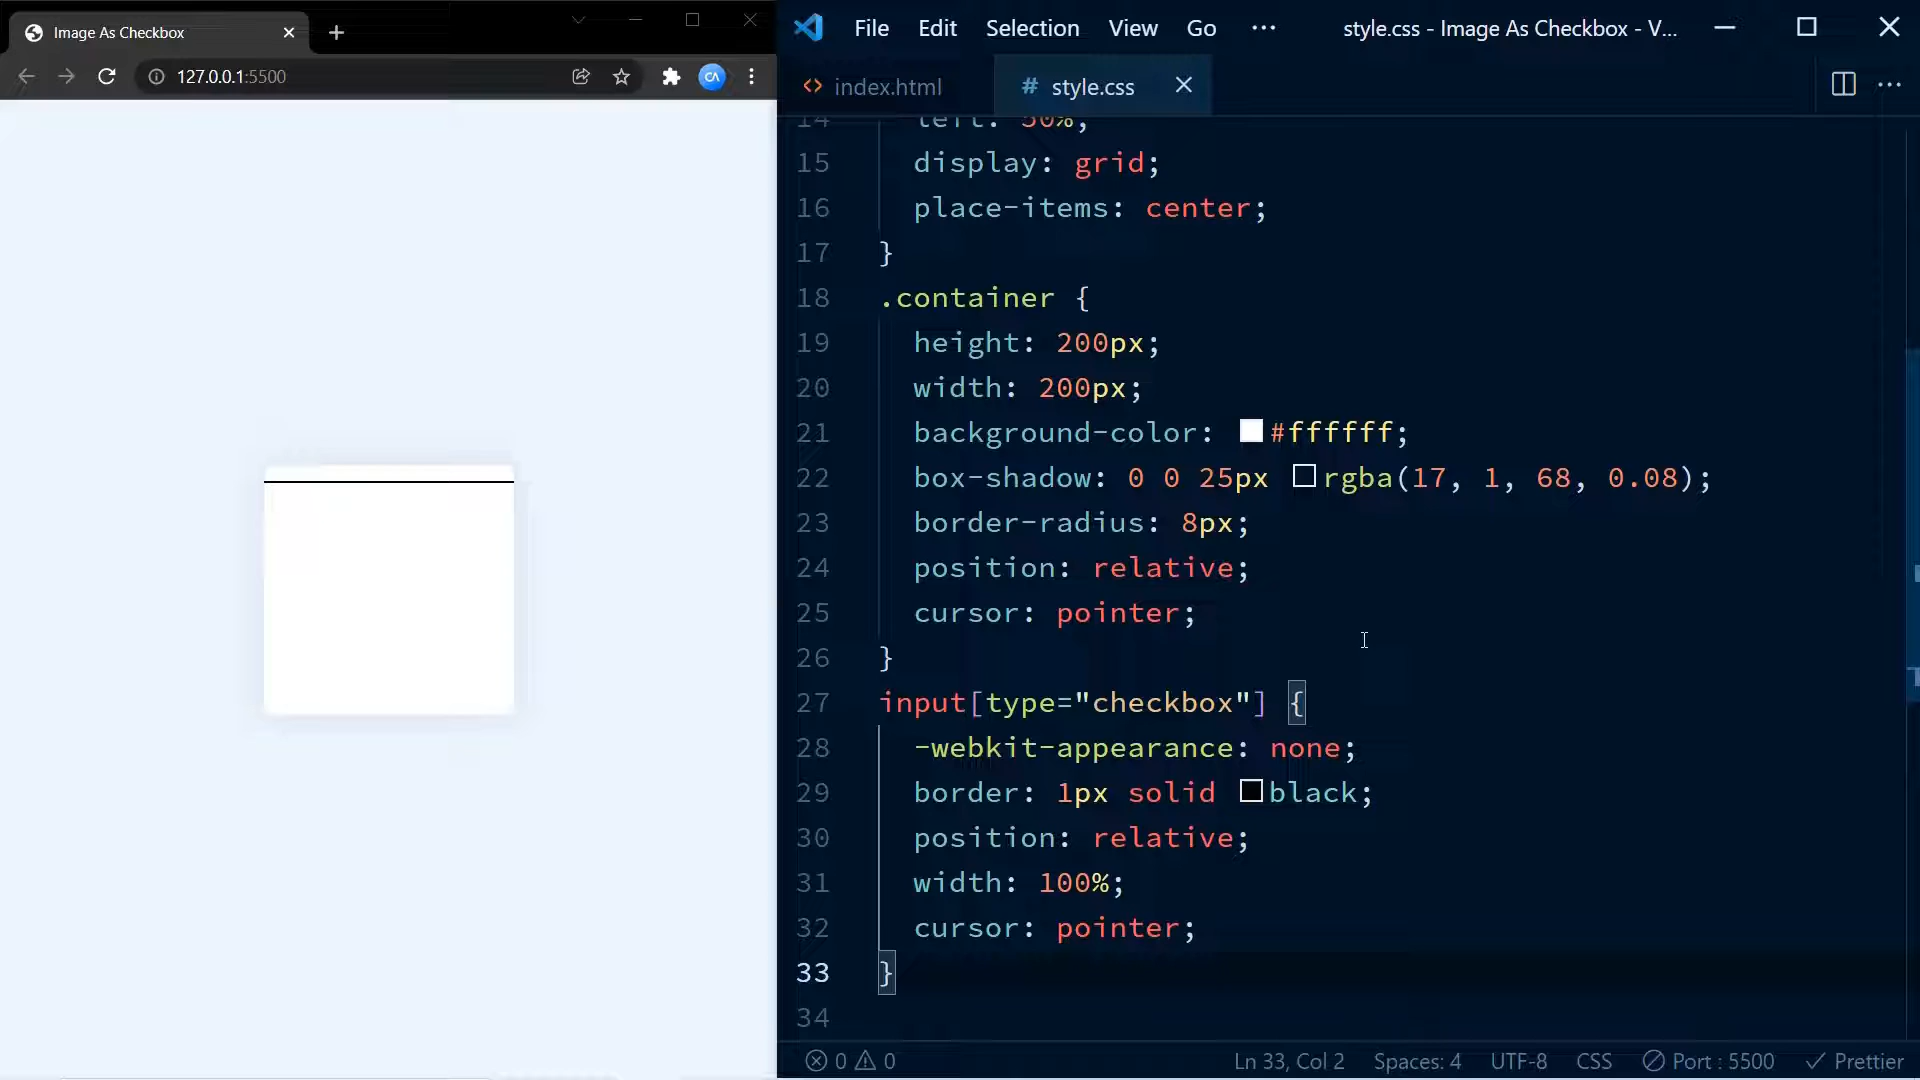 Image As Checkbox
127.0.0.1:5500
File Edit Selection View Go ··· style.css - Image As Checkbox - V...
<> index.html # style.css
14 left: 50%;
15 display: grid;
16 place-items: center;
17 }
18 .container {
19 height: 200px;
20 width: 200px;
21 background-color: #ffffff;
22 box-shadow: 0 0 25px rgba(17, 1, 68, 0.08);
23 border-radius: 8px;
24 position: relative;
25 cursor: pointer;
26 }
27 input[type="checkbox"] {
28 -webkit-appearance: none;
29 border: 1px solid black;
30 position: relative;
31 width: 100%;
32 cursor: pointer;
33 }
34
0 0 Ln 33, Col 2 Spaces: 4 UTF-8 CSS Port : 5500 Prettier